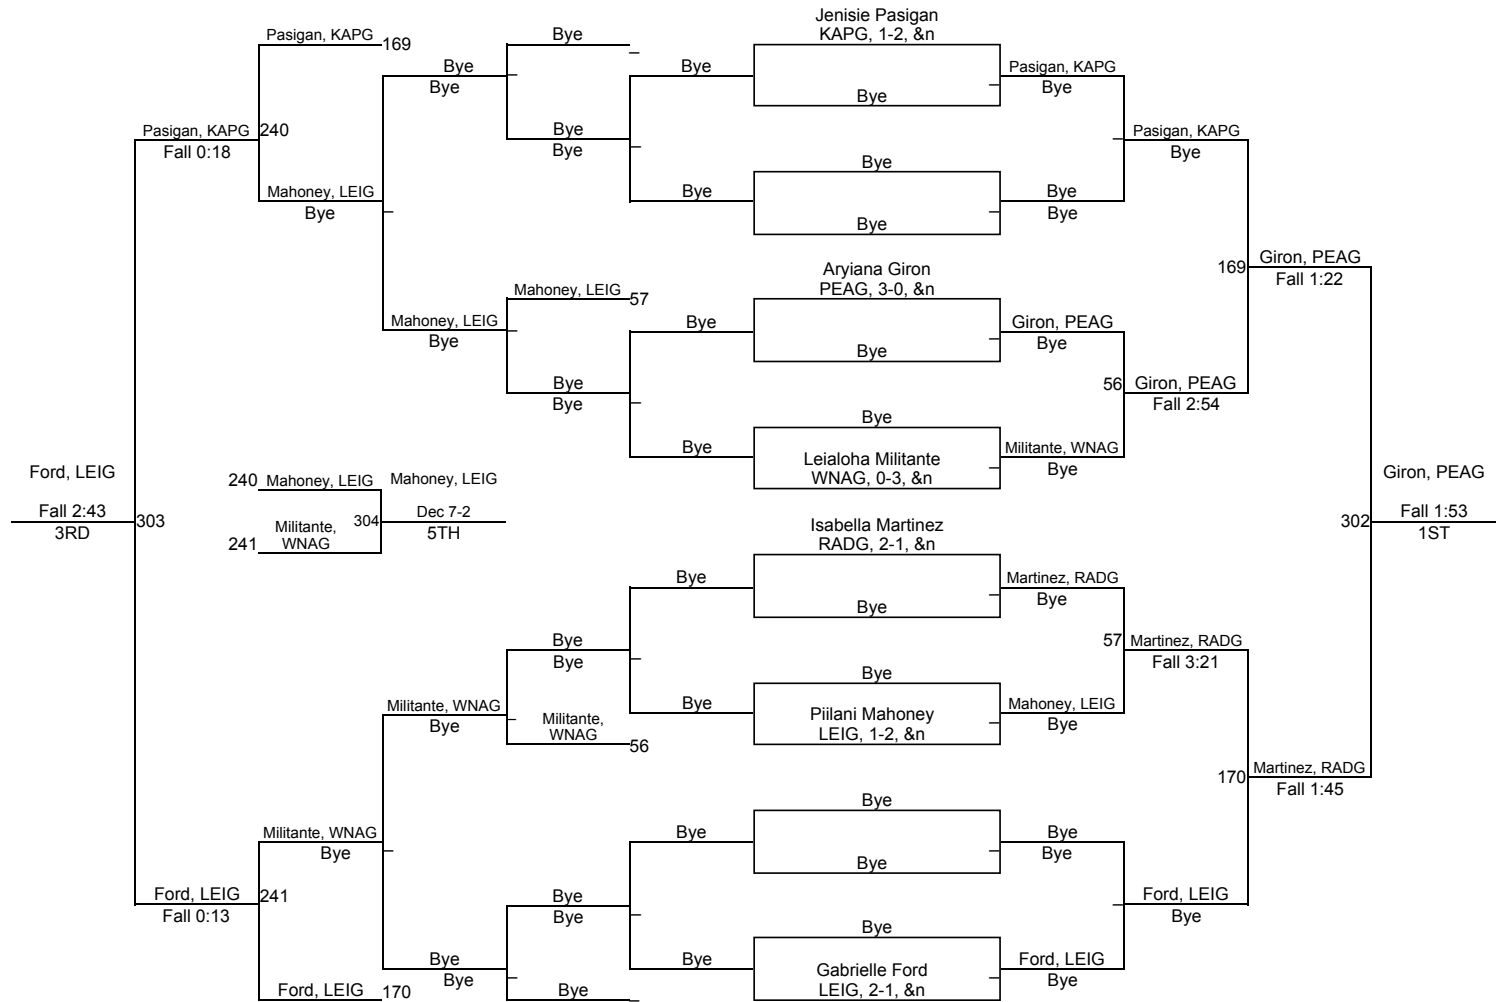 Jenisie Pasigan
KAPG, 1-2, &n
Pasigan, KAPG
169
Bye
Bye
Bye
Bye
Pasigan, KAPG
Bye
Bye
Pasigan, KAPG
240
Fall 0:18
Bye
Bye
Pasigan, KAPG
Bye
Bye
Mahoney, LEIG
Bye
Bye
Bye
Bye
Bye
Aryiana Giron
PEAG, 3-0, &n
169
Giron, PEAG
Fall 1:22
Mahoney, LEIG
57
Mahoney, LEIG
Bye
Bye
Giron, PEAG
Bye
Bye
Bye
Bye
56
Giron, PEAG
Fall 2:54
Bye
Bye
Leialoha Militante
WNAG, 0-3, &n
Militante, WNAG
Bye
Ford, LEIG
Fall 2:43
3RD
303
240
Mahoney, LEIG
241
Militante,
WNAG
304
Mahoney, LEIG
Dec 7-2
5TH
Giron, PEAG
302
Fall 1:53
1ST
Isabella Martinez
RADG, 2-1, &n
Bye
Bye
Martinez, RADG
Bye
Bye
Bye
57
Martinez, RADG
Fall 3:21
Bye
Militante, WNAG
Bye
Militante,
WNAG
56
Bye
Piilani Mahoney
LEIG, 1-2, &n
Mahoney, LEIG
Bye
170
Martinez, RADG
Fall 1:45
Bye
Militante, WNAG
Bye
Bye
Bye
Bye
Bye
Ford, LEIG
241
Fall 0:13
Bye
Bye
Ford, LEIG
Bye
Bye
Bye
Bye
Bye
Gabrielle Ford
LEIG, 2-1, &n
Ford, LEIG
Bye
Ford, LEIG
170
Bye